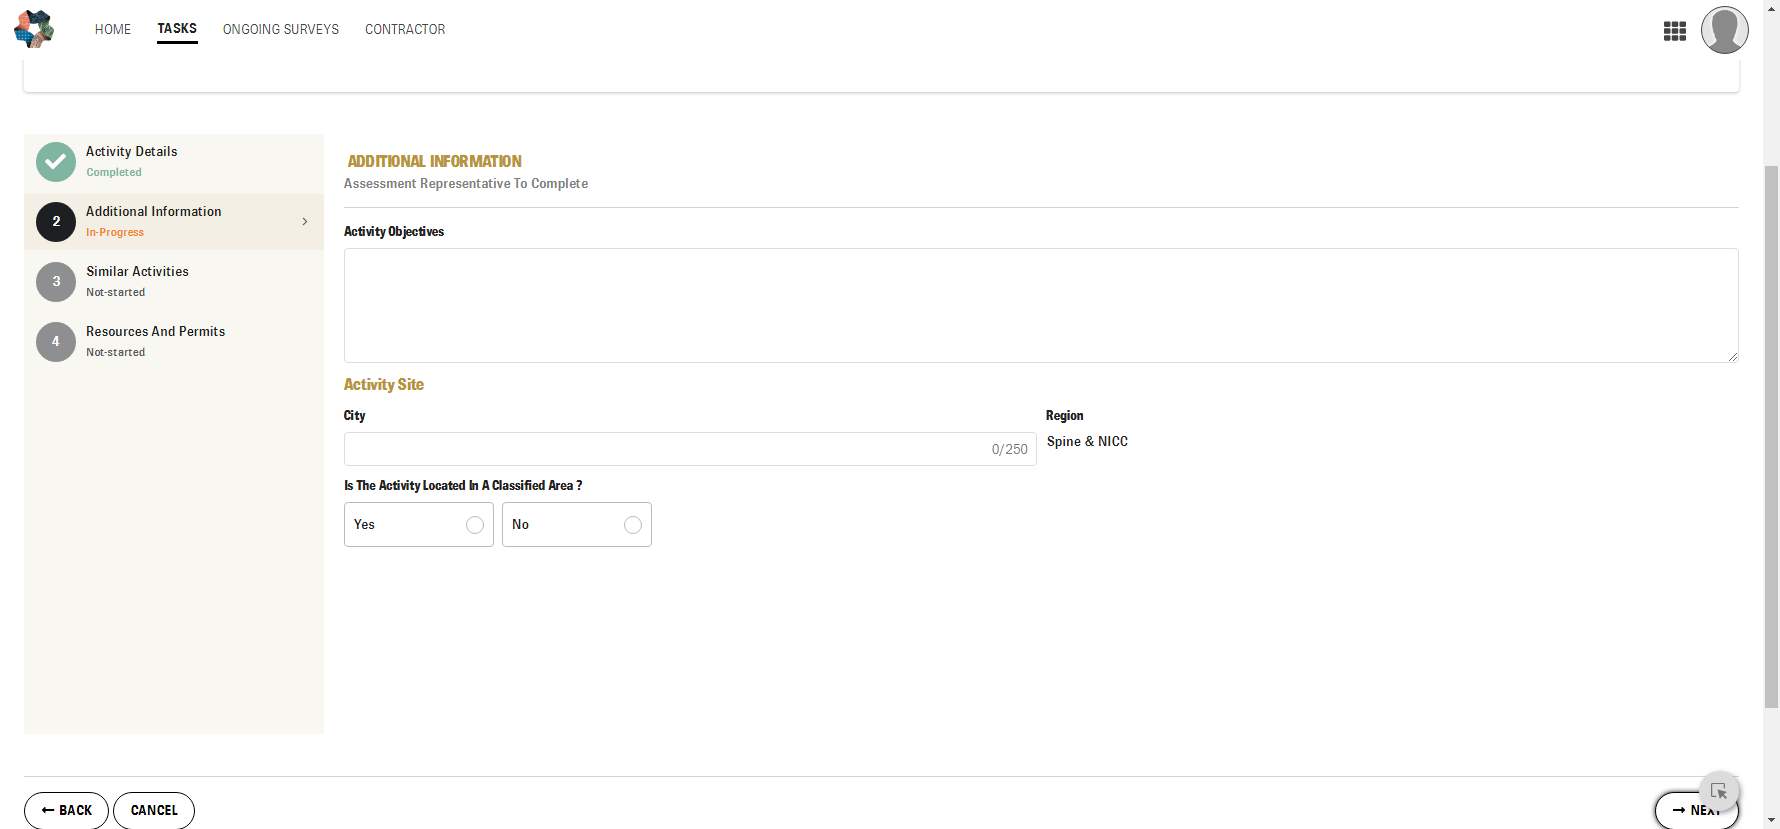 HOME TASKS ONGOING SURVEYS CONTRACTOR
Activity Details
Completed
2
Additional Information
In-Progress
3
Similar Activities
Not-started
4
Resources And Permits
Not-started
ADDITIONAL INFORMATION
Assessment Representative To Complete
Activity Objectives
Activity Site
City
0/250
Region
Spine & NICC
Is The Activity Located In A Classified Area ?
Yes No
BACK CANCEL NEXT